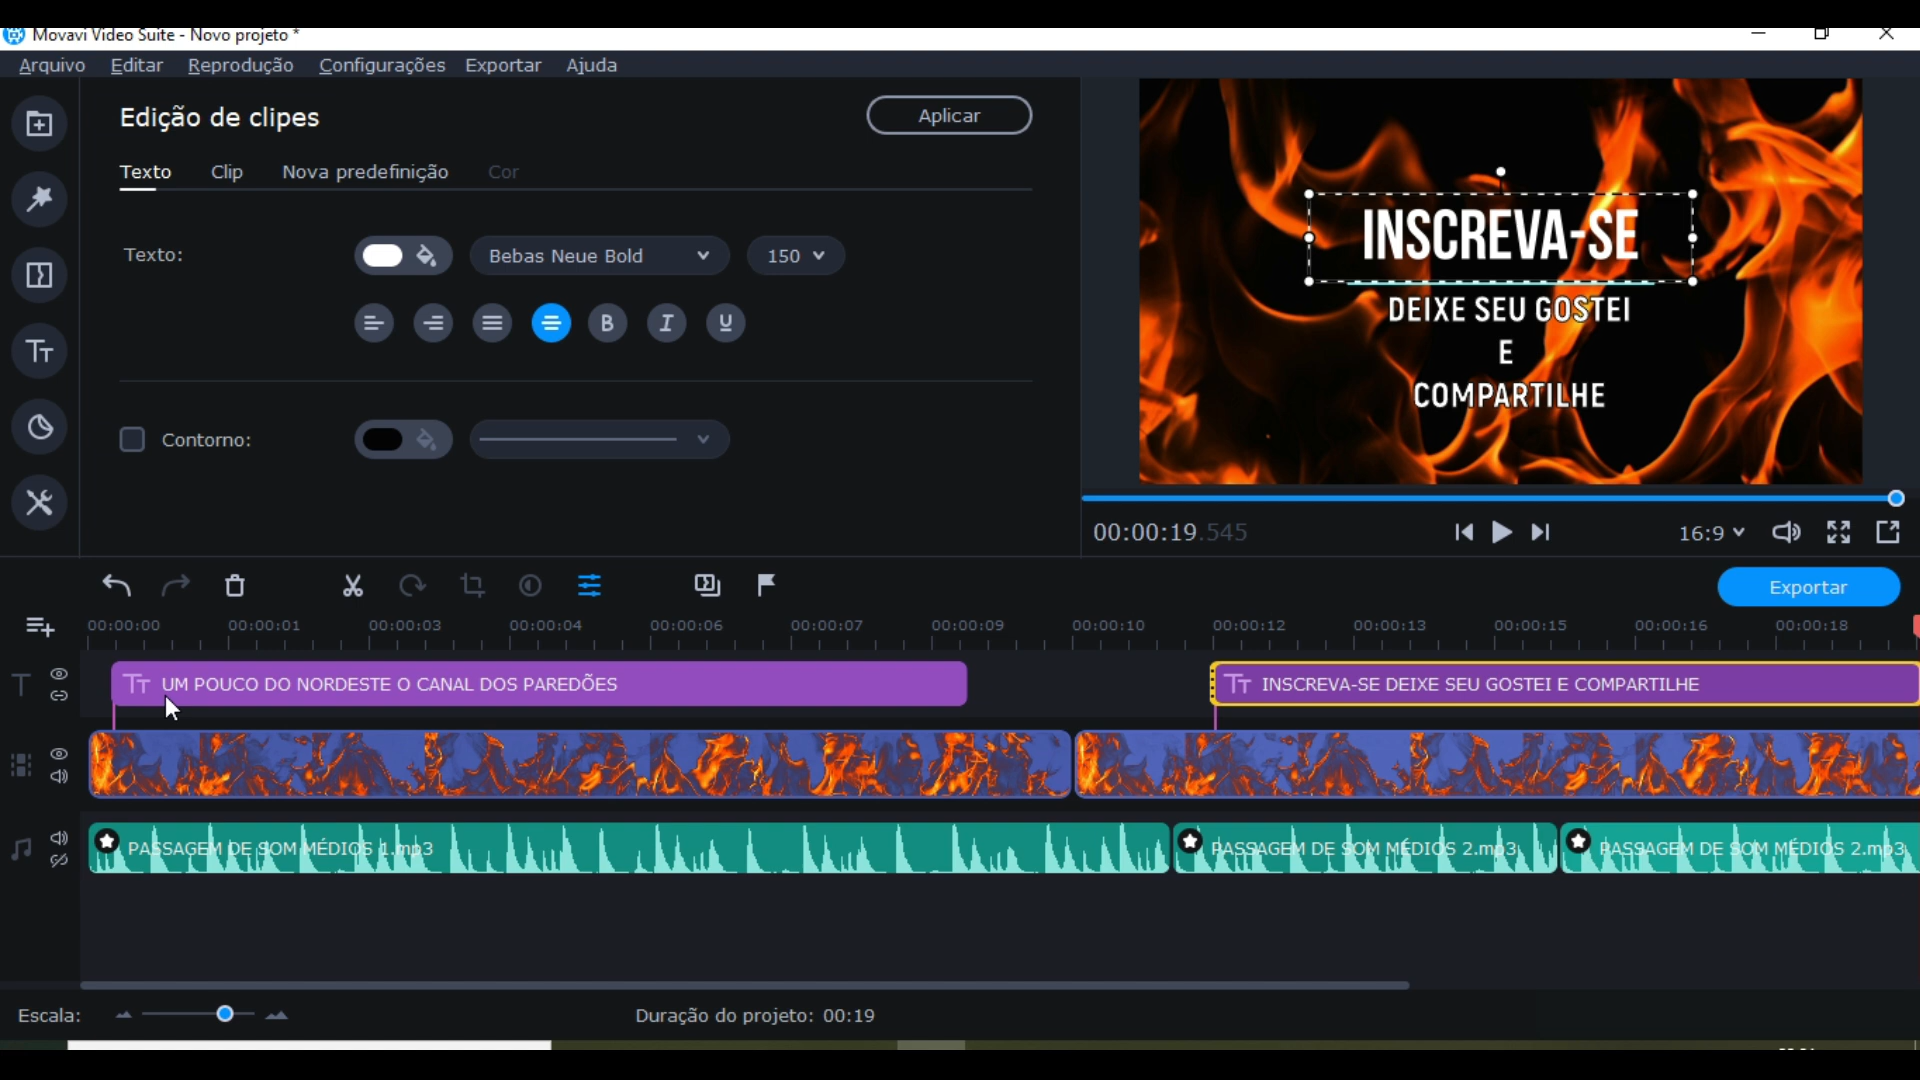 Movavi Video Suite - Novo projeto *
Arquivo Editar Reprodução Configurações Exportar Ajuda
Edição de clipes
Aplicar
Texto Clip Nova predefinição Cor
Texto:
Bebas Neue Bold
150
B I U
Contorno:
INSCREVA-SE
DEIXE SEU GOSTEI
E
COMPARTILHE
00:00:19.545
16:9
Exportar
00:00:00 00:00:01 00:00:03 00:00:04 00:00:06 00:00:07 00:00:09 00:00:10 00:00:12 00:00:13 00:00:15 00:00:16 00:00:18
UM POUCO DO NORDESTE O CANAL DOS PAREDÕES
INSCREVA-SE DEIXE SEU GOSTEI E COMPARTILHE
PASSAGEM DE SOM MÉDIOS 1.mp3
PASSAGEM DE SOM MÉDIOS 2.mp3
PASSAGEM DE SOM MÉDIOS 2.mp3
Escala:
Duração do projeto: 00:19